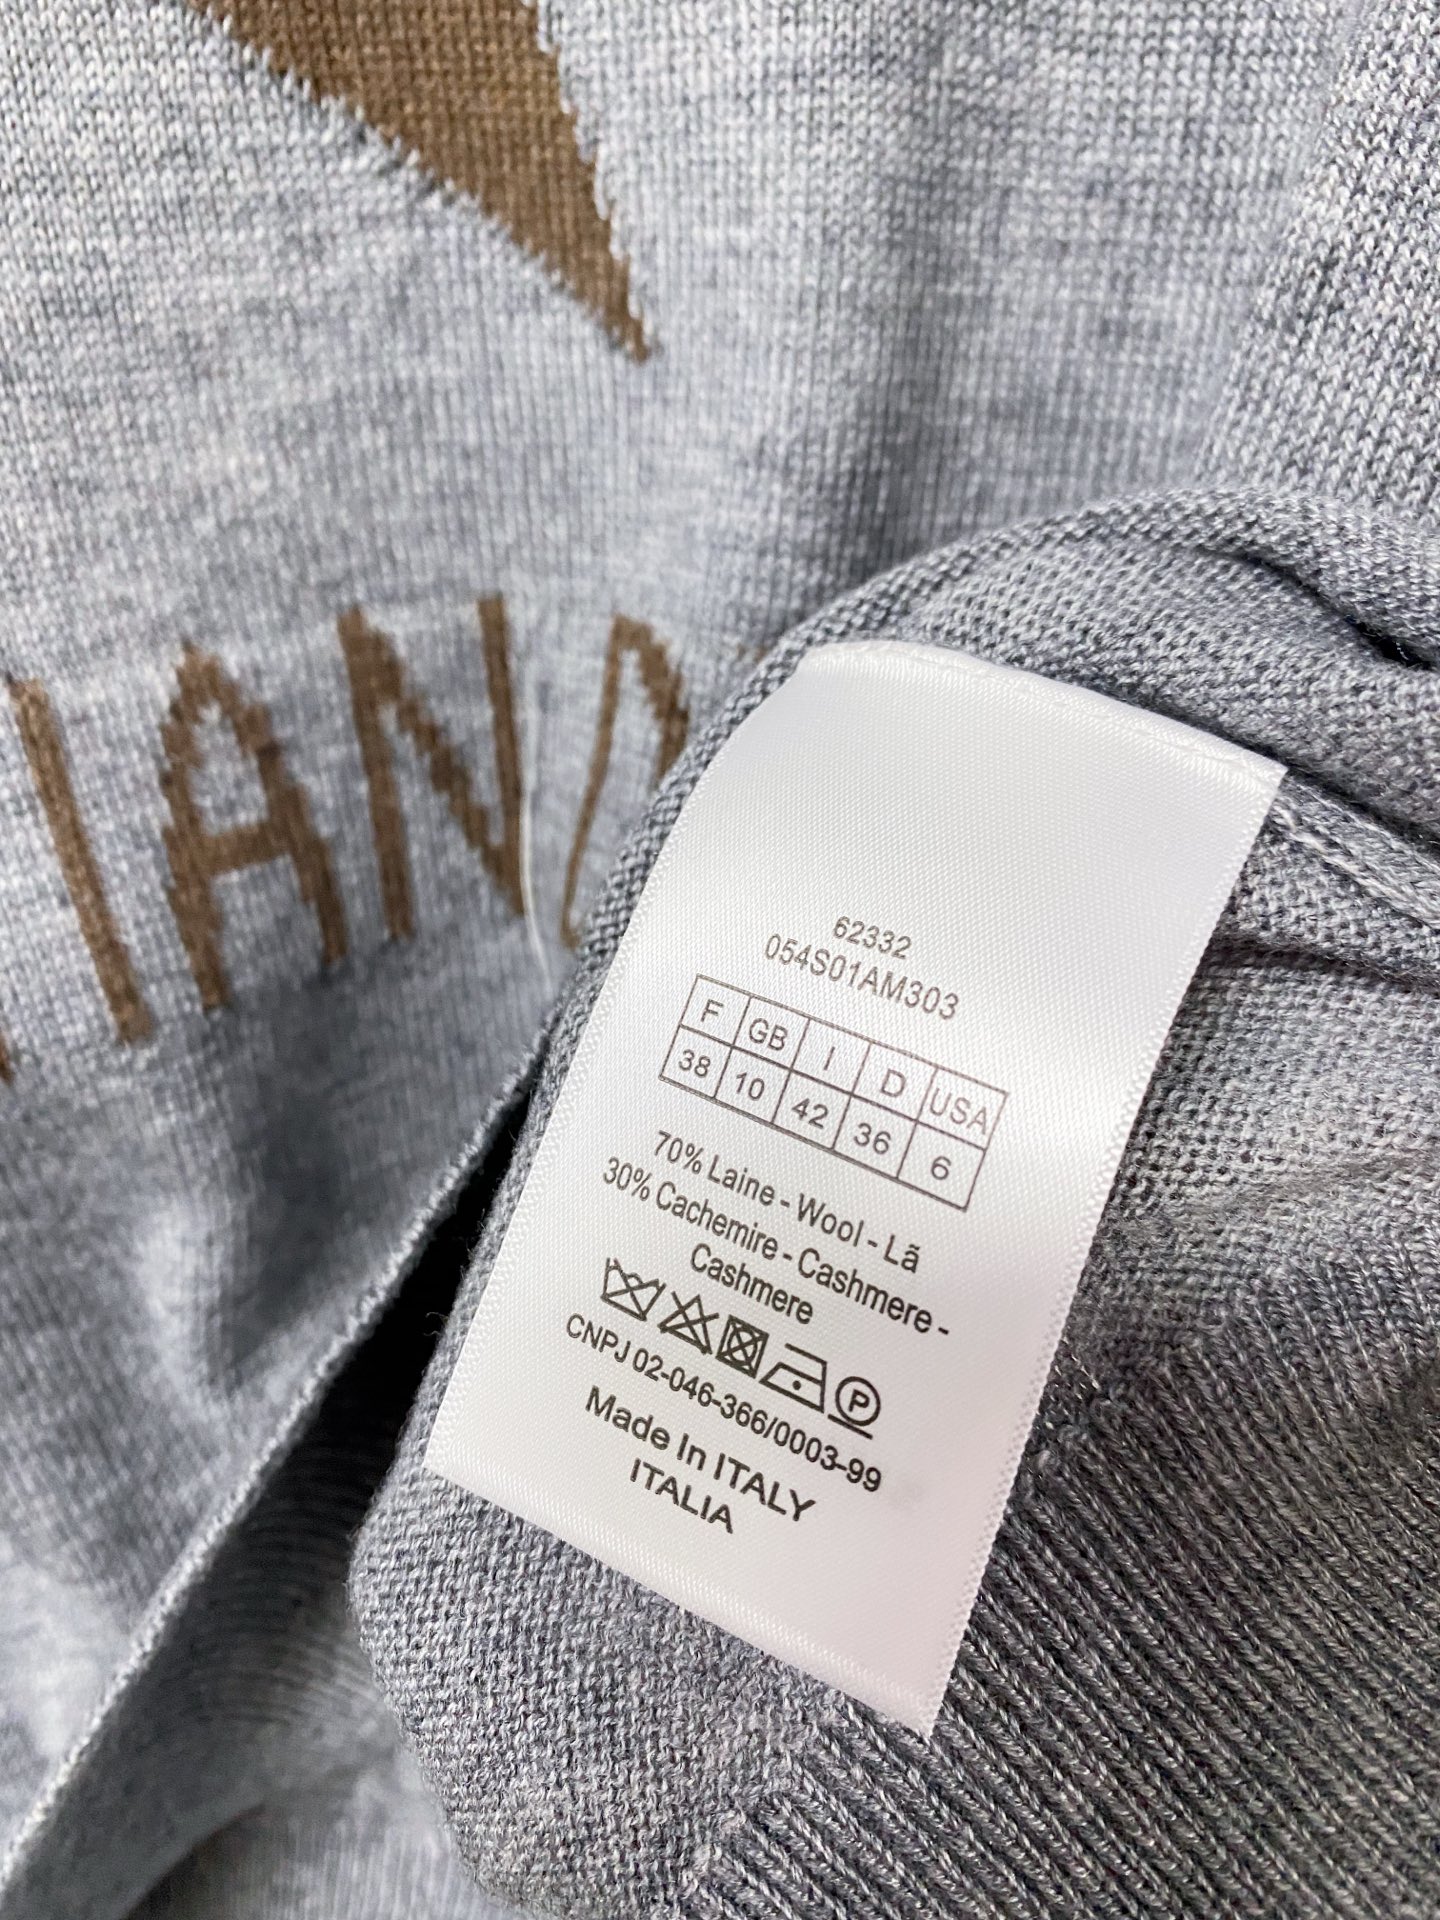 IAND
62332
054S01AM303
F GB I D USA
38 10 42 36 6
70% Laine - Wool - Lã
30% Cachemire - Cashmere -
Cashmere
P
CNPJ 02-046-366/0003-99
Made In ITALY
ITALIA